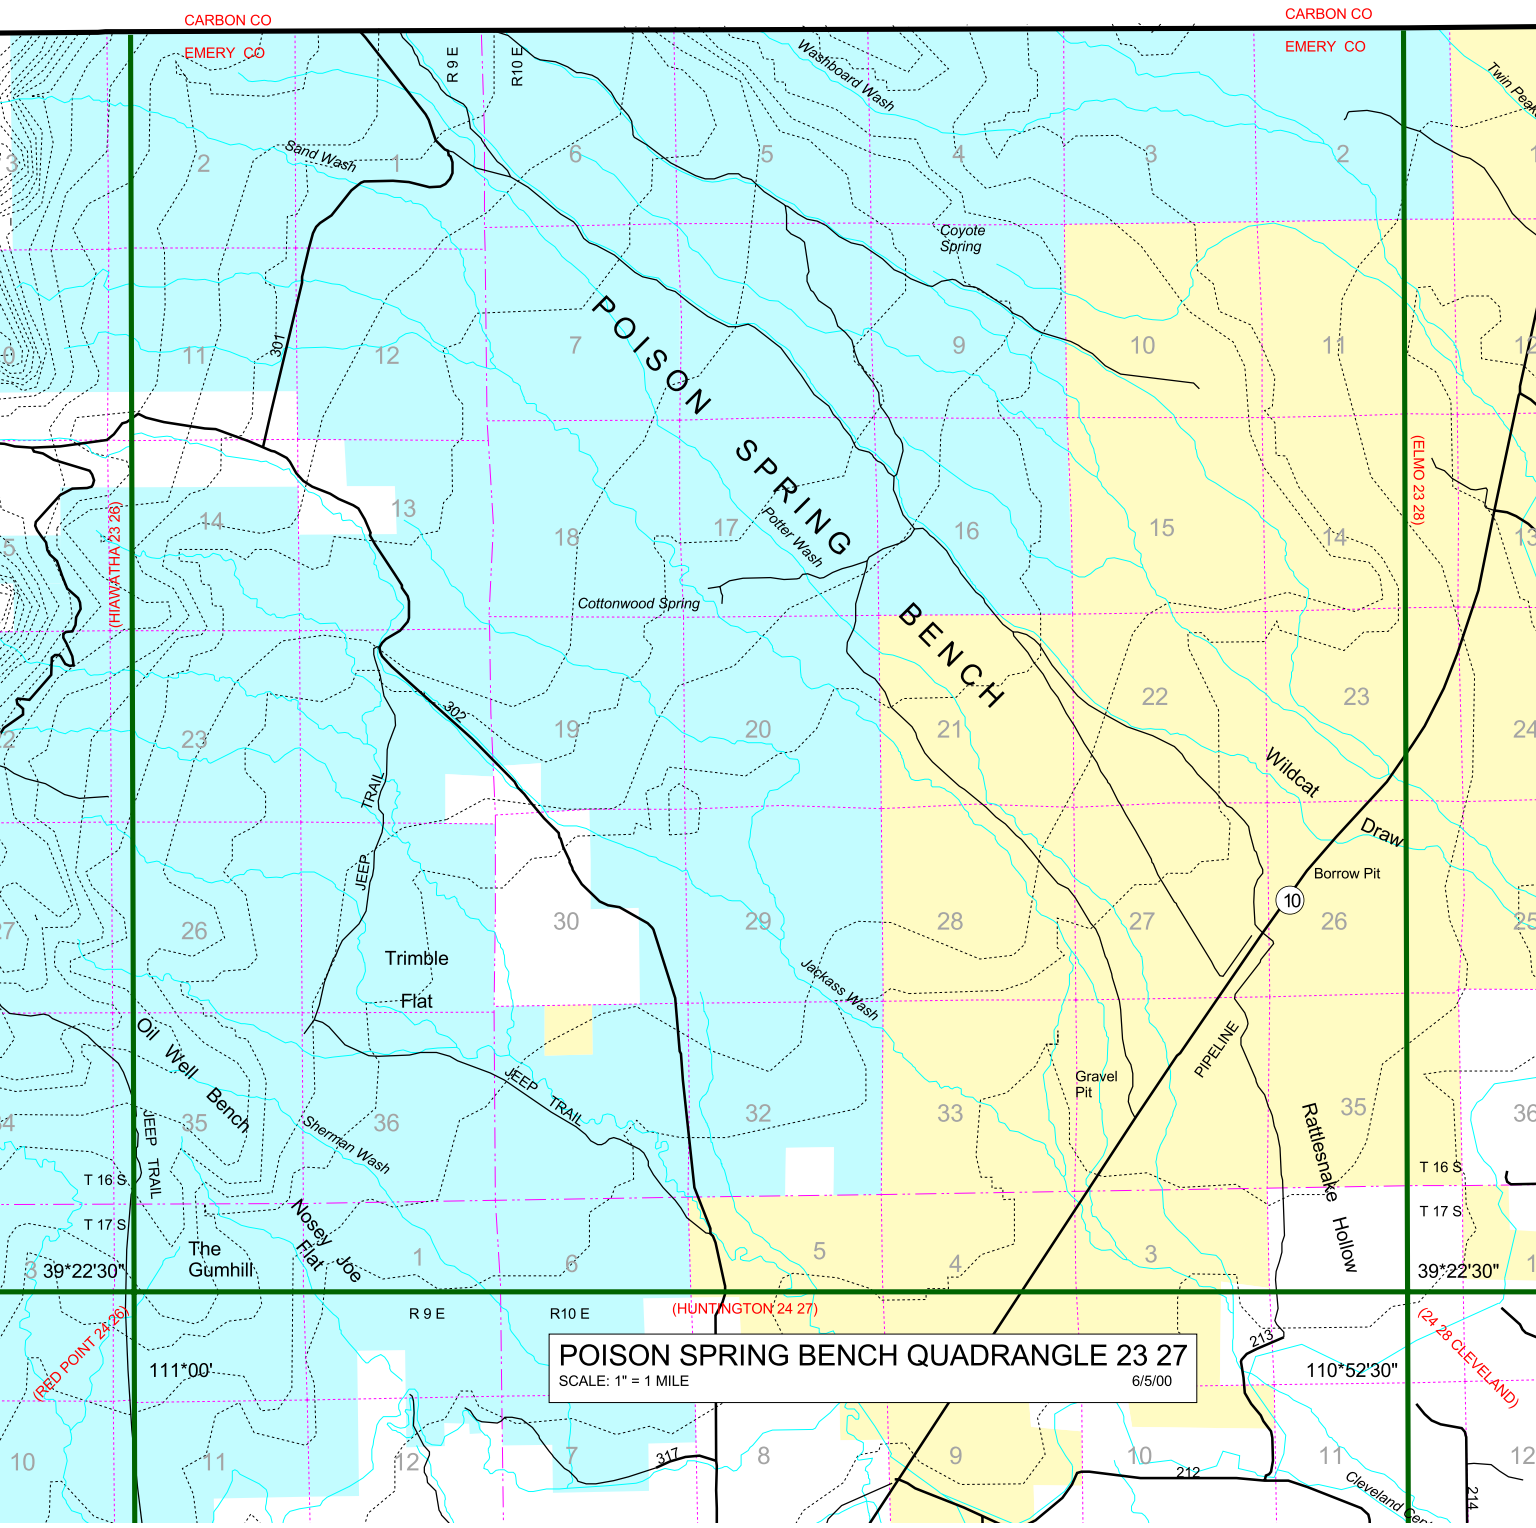 CARBON CO
CARBON CO
EMERY CO
EMERY CO
R 9 E
R10 E
Washboard Wash
Sand Wash
3
2
1
6
5
4
3
2
Coyote
Spring
301
11
12
7
9
10
11
12
POISON
SPRING
BENCH
(HIAWATHA 23 26)
(ELMO 23 28)
5
14
13
18
17
16
15
14
13
Potter Wash
Cottonwood Spring
302
23
19
20
21
22
23
24
JEEP TRAIL
Wildcat
Draw
Borrow Pit
10
27
26
30
29
28
27
26
25
Trimble
Flat
Jackass Wash
Oil Well Bench
JEEP TRAIL
JEEP TRAIL
PIPELINE
Gravel
Pit
Rattlesnake Hollow
35
36
32
33
35
36
Sherman Wash
T 16 S
T 17 S
T 16 S
T 17 S
Nosey Joe
Flat
The
Gumhill
3
1
6
5
4
3
1
39*22'30"
39*22'30"
(RED POINT 24 26)
R 9 E
R10 E
(HUNTINGTON 24 27)
(24 28 CLEVELAND)
213
111*00'
POISON SPRING BENCH QUADRANGLE 23 27
SCALE: 1" = 1 MILE
6/5/00
110*52'30"
10
11
12
7
317
8
9
10
212
11
214
12